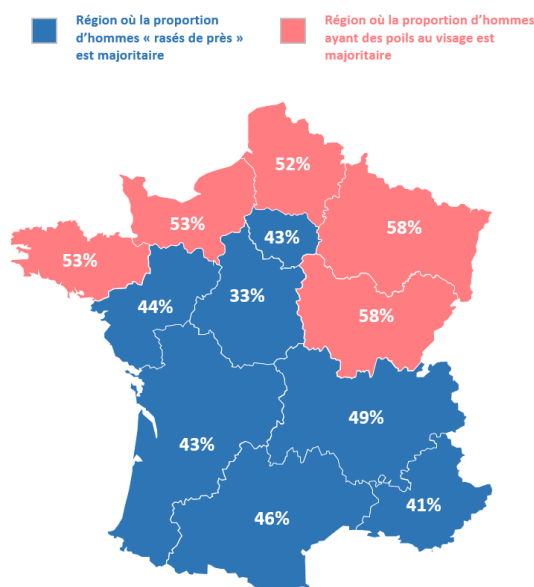 Région où la proportion
d'hommes « rasés de près »
est majoritaire
Région où la proportion d'hommes
ayant des poils au visage est
majoritaire
52%
53%
43%
58%
53%
44%
33%
58%
49%
43%
46%
41%